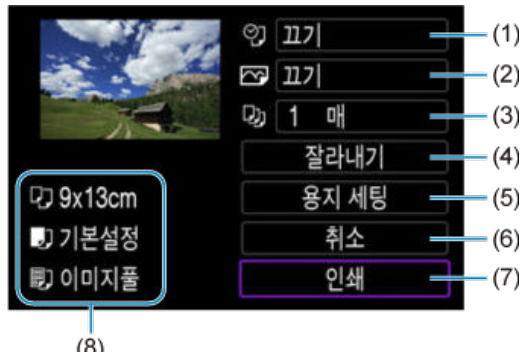 끄기 (1)
끄기 (2)
1 매 (3)
잘라내기 (4)
용지 세팅 (5)
취소 (6)
인쇄 (7)
9x13cm
기본설정
이미지풀
(8)